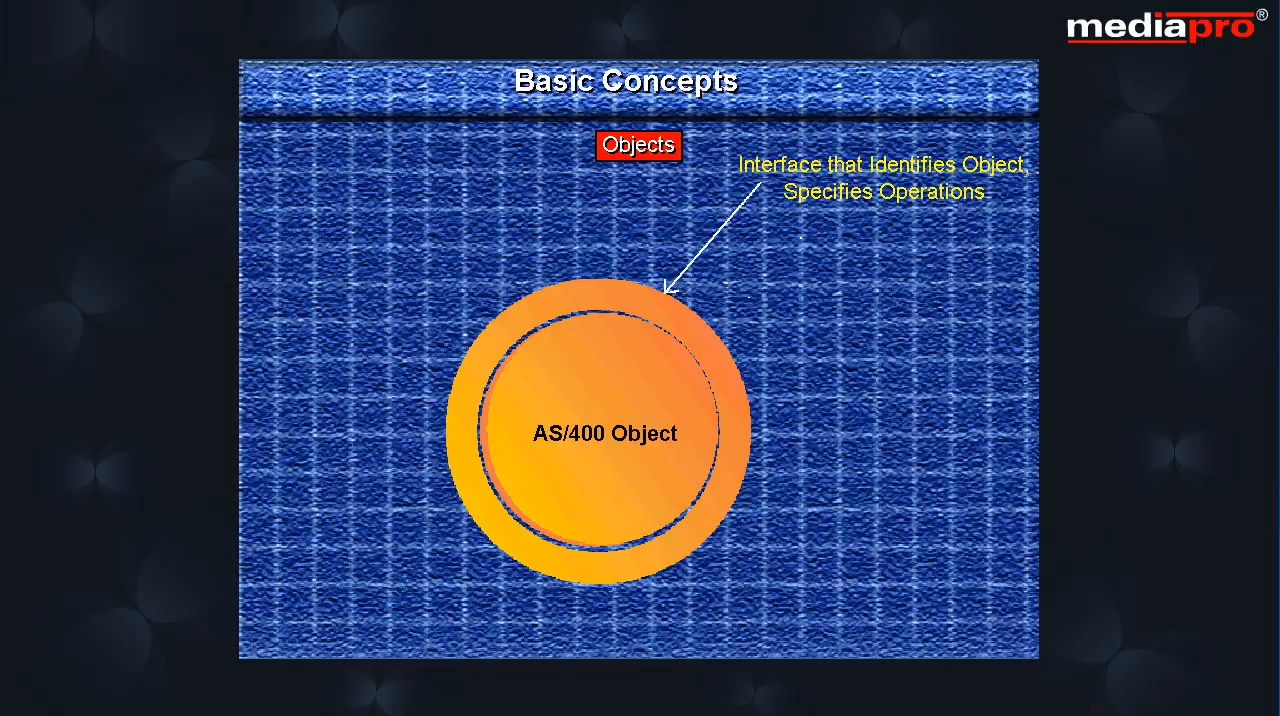 mediapro®
Basic Concepts
Objects
Interface that Identifies Object,
Specifies Operations
AS/400 Object